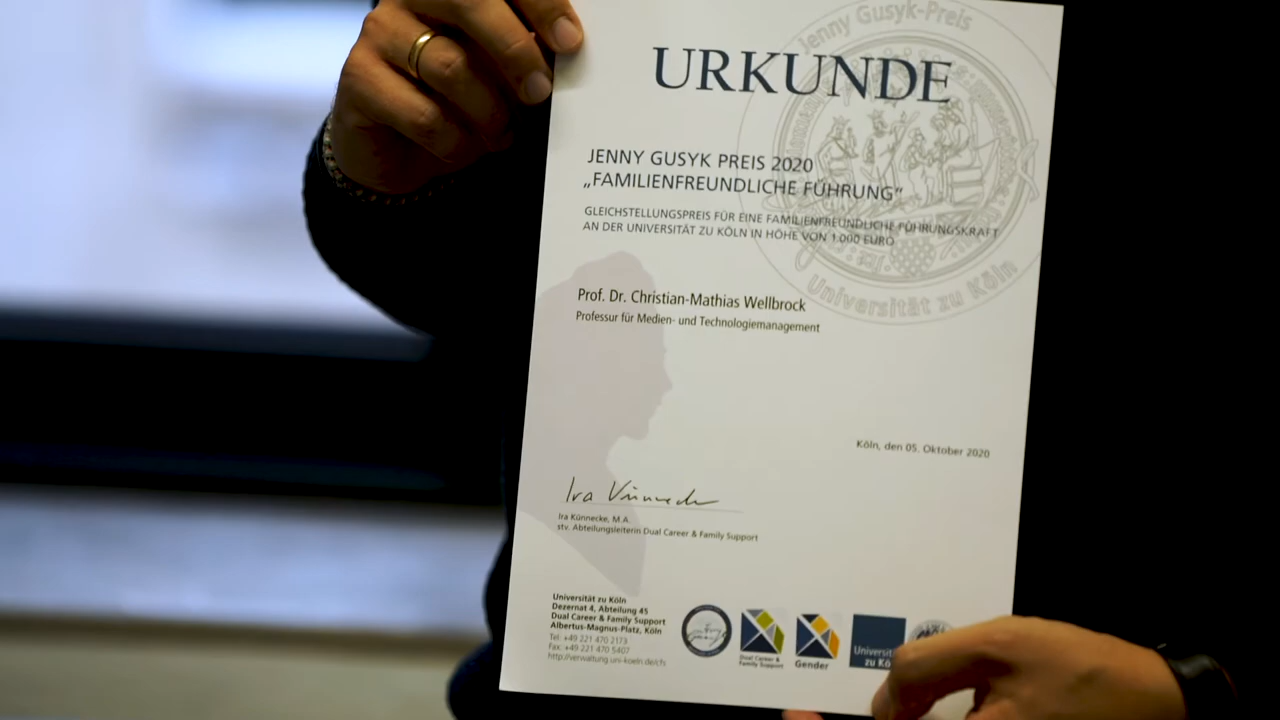 Jenny Gusyk-Preis
URKUNDE
JENNY GUSYK PREIS 2020
„FAMILIENFREUNDLICHE FÜHRUNG“
GLEICHSTELLUNGSPREIS FÜR EINE FAMILIENFREUNDLICHE FÜHRUNGSKRAFT
AN DER UNIVERSITÄT ZU KÖLN IN HÖHE VON 1.000 EURO
Universität zu Köln
Prof. Dr. Christian-Mathias Wellbrock
Professur für Medien- und Technologiemanagement
Köln, den 05. Oktober 2020
Ira Künnecke
Ira Künnecke, M.A.
stv. Abteilungsleiterin Dual Career & Family Support
Universität zu Köln
Dezernat 4, Abteilung 45
Dual Career & Family Support
Albertus-Magnus-Platz, Köln
Tel: +49 221 470 2173
Fax: +49 221 470 5407
http://verwaltung.uni-koeln.de/cfs
Dual Career &
Family Support
Gender
Universit
zu Kö